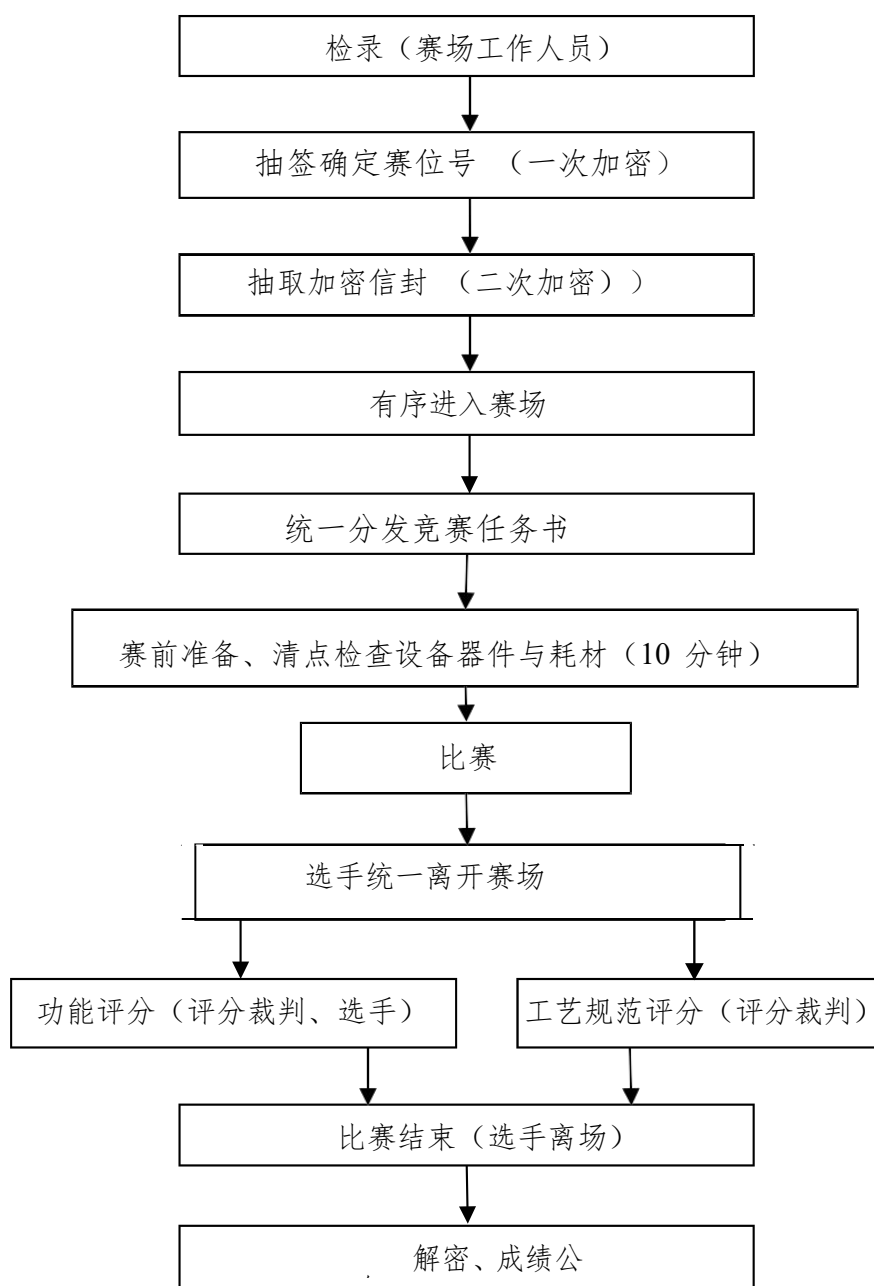 检录（赛场工作人员）
抽签确定赛位号 （一次加密）
抽取加密信封 （二次加密））
有序进入赛场
统一分发竞赛任务书
赛前准备、清点检查设备器件与耗材（10 分钟）
比赛
选手统一离开赛场
功能评分（评分裁判、选手）
工艺规范评分（评分裁判）
比赛结束（选手离场）
解密、成绩公